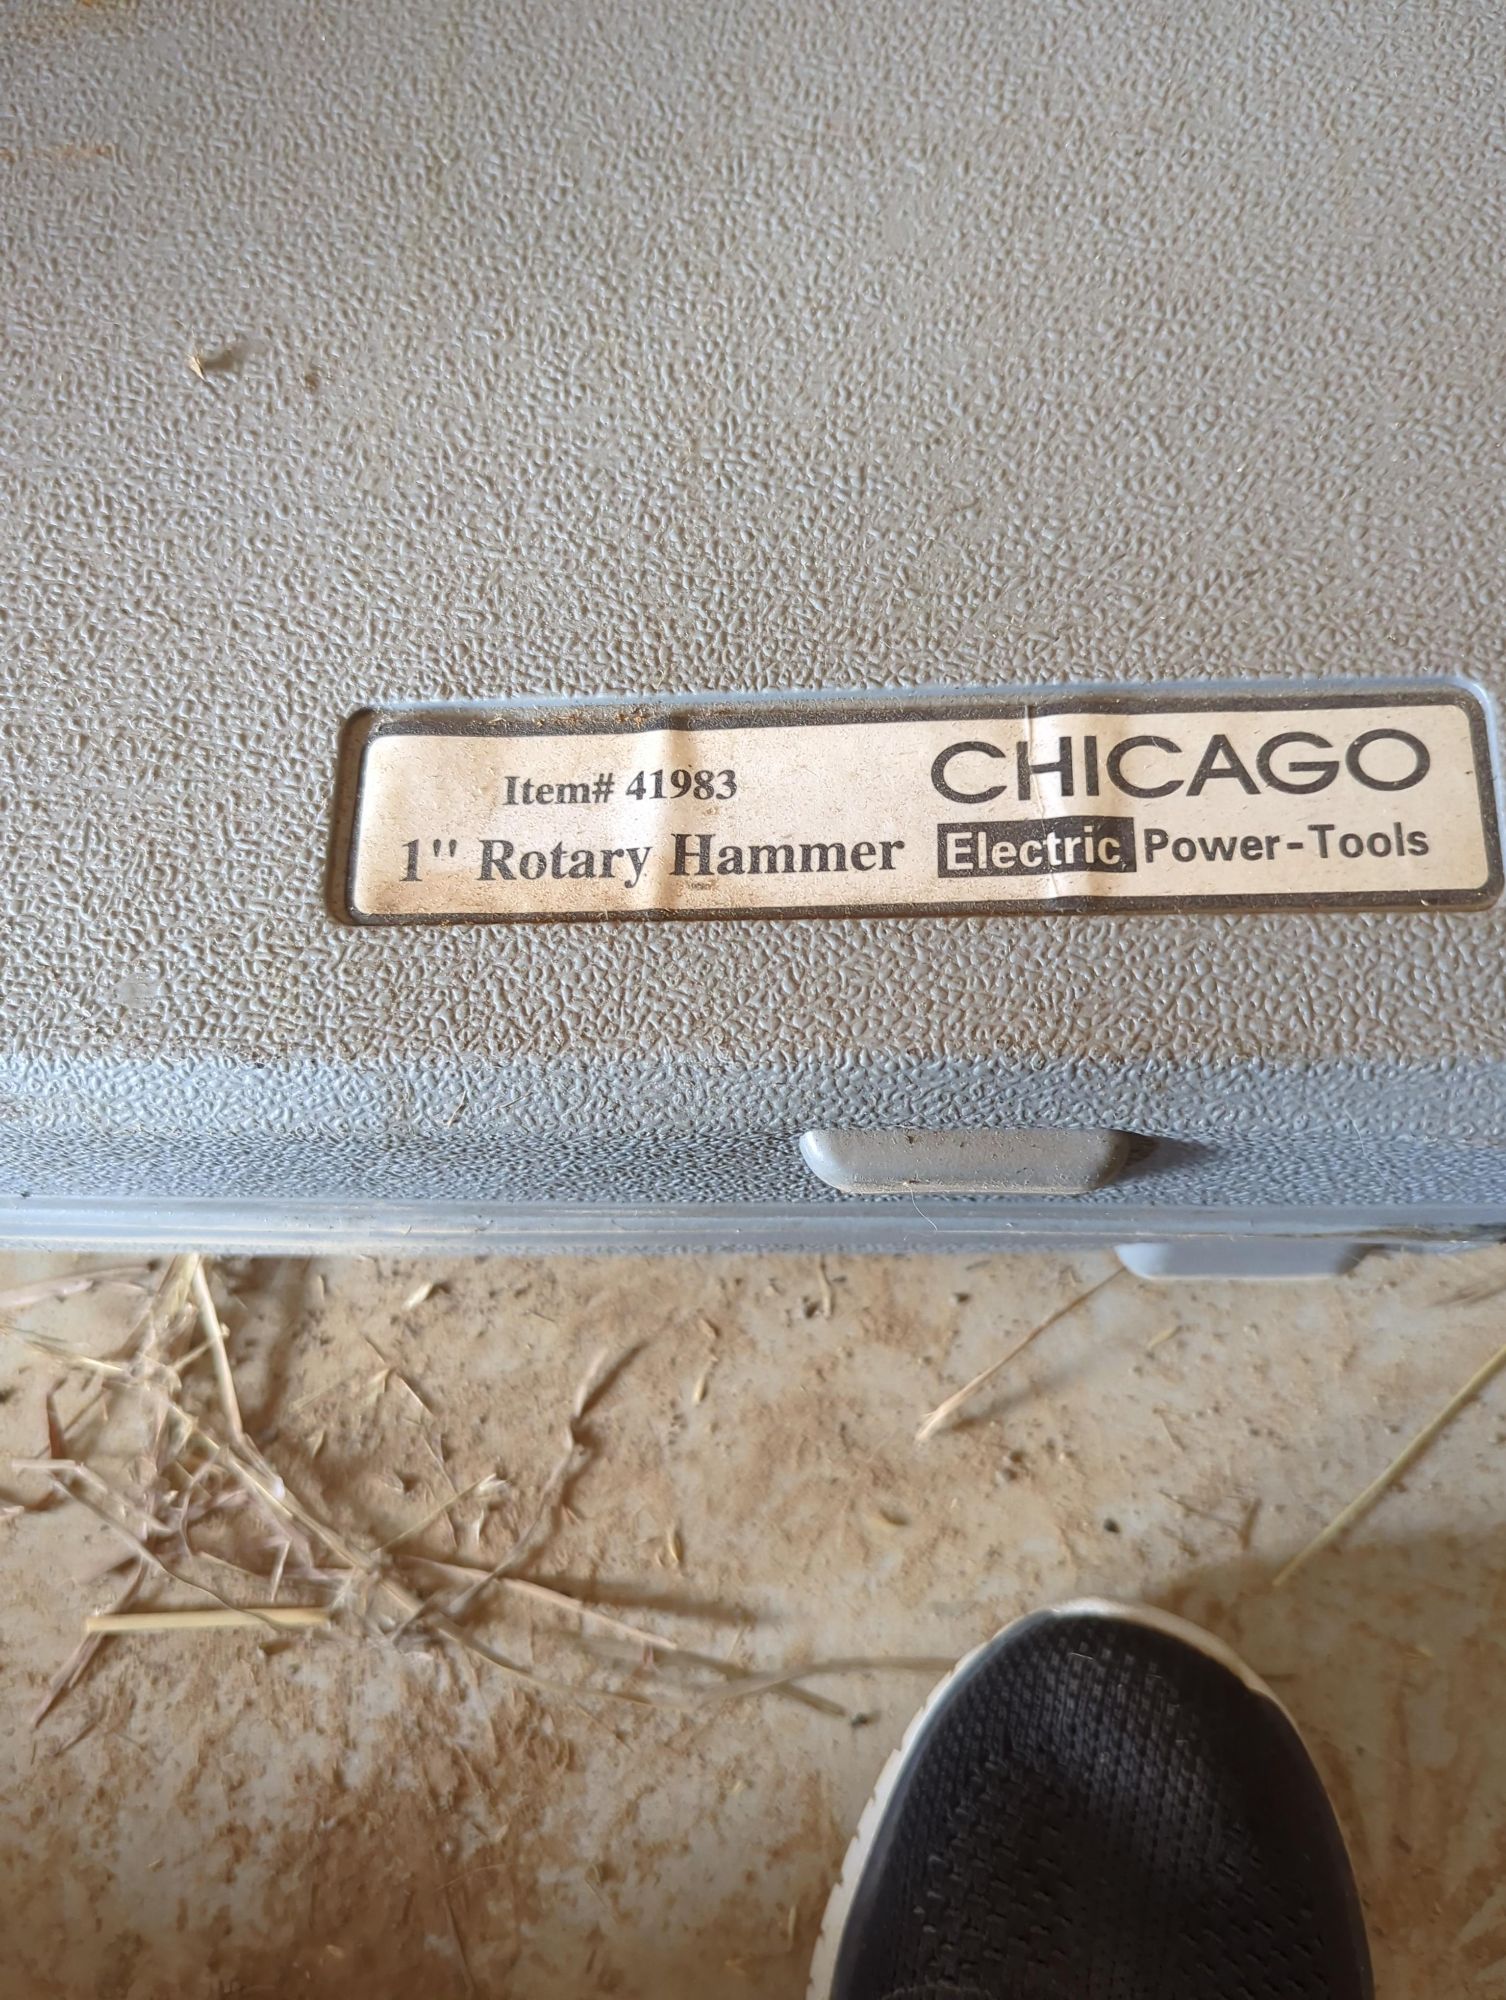 Item# 41983
1" Rotary Hammer
CHICAGO
Electric Power-Tools